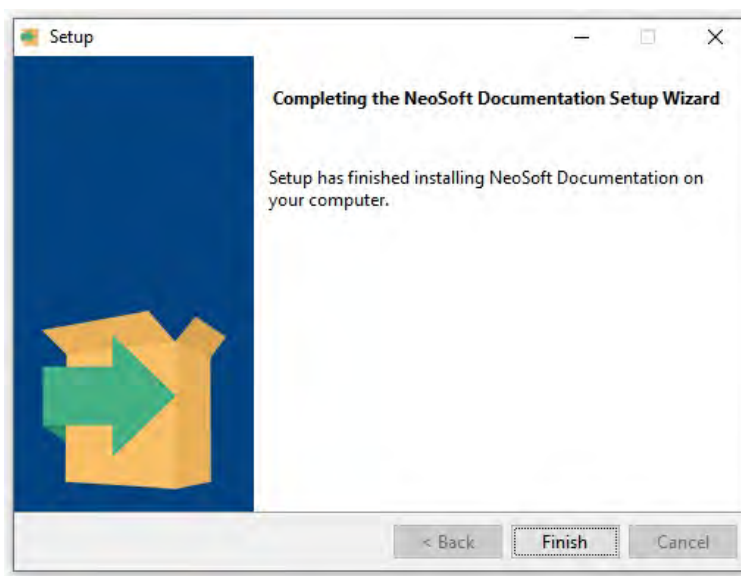 Setup
Completing the NeoSoft Documentation Setup Wizard
Setup has finished installing NeoSoft Documentation on
your computer.
< Back
Finish
Cancel